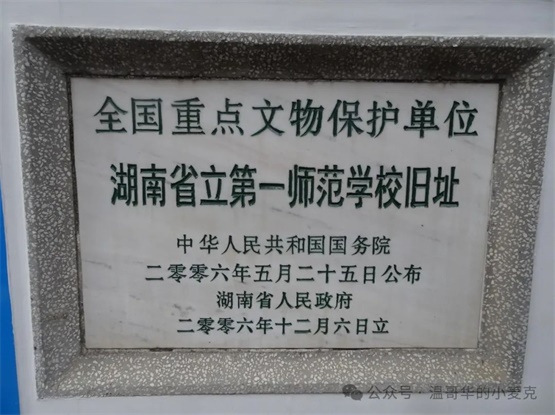 全国重点文物保护单位
湖南省立第一师范学校旧址
中华人民共和国国务院
二零零六年五月二十五日公布
湖南省人民政府
二零零六年十二月六日立
公众号·温哥华的小麦克